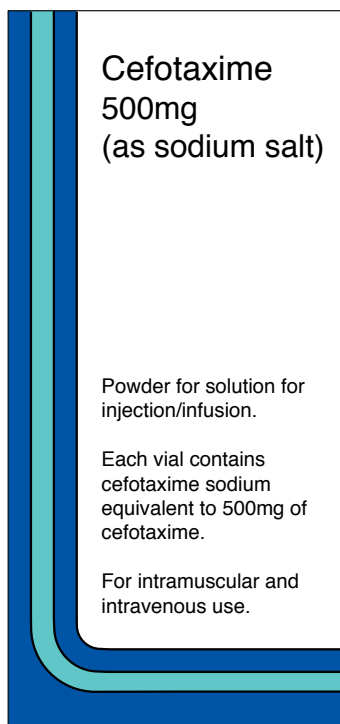 Cefotaxime
500mg
(as sodium salt)
Powder for solution for
injection/infusion.
Each vial contains
cefotaxime sodium
equivalent to 500mg of
cefotaxime.
For intramuscular and
intravenous use.